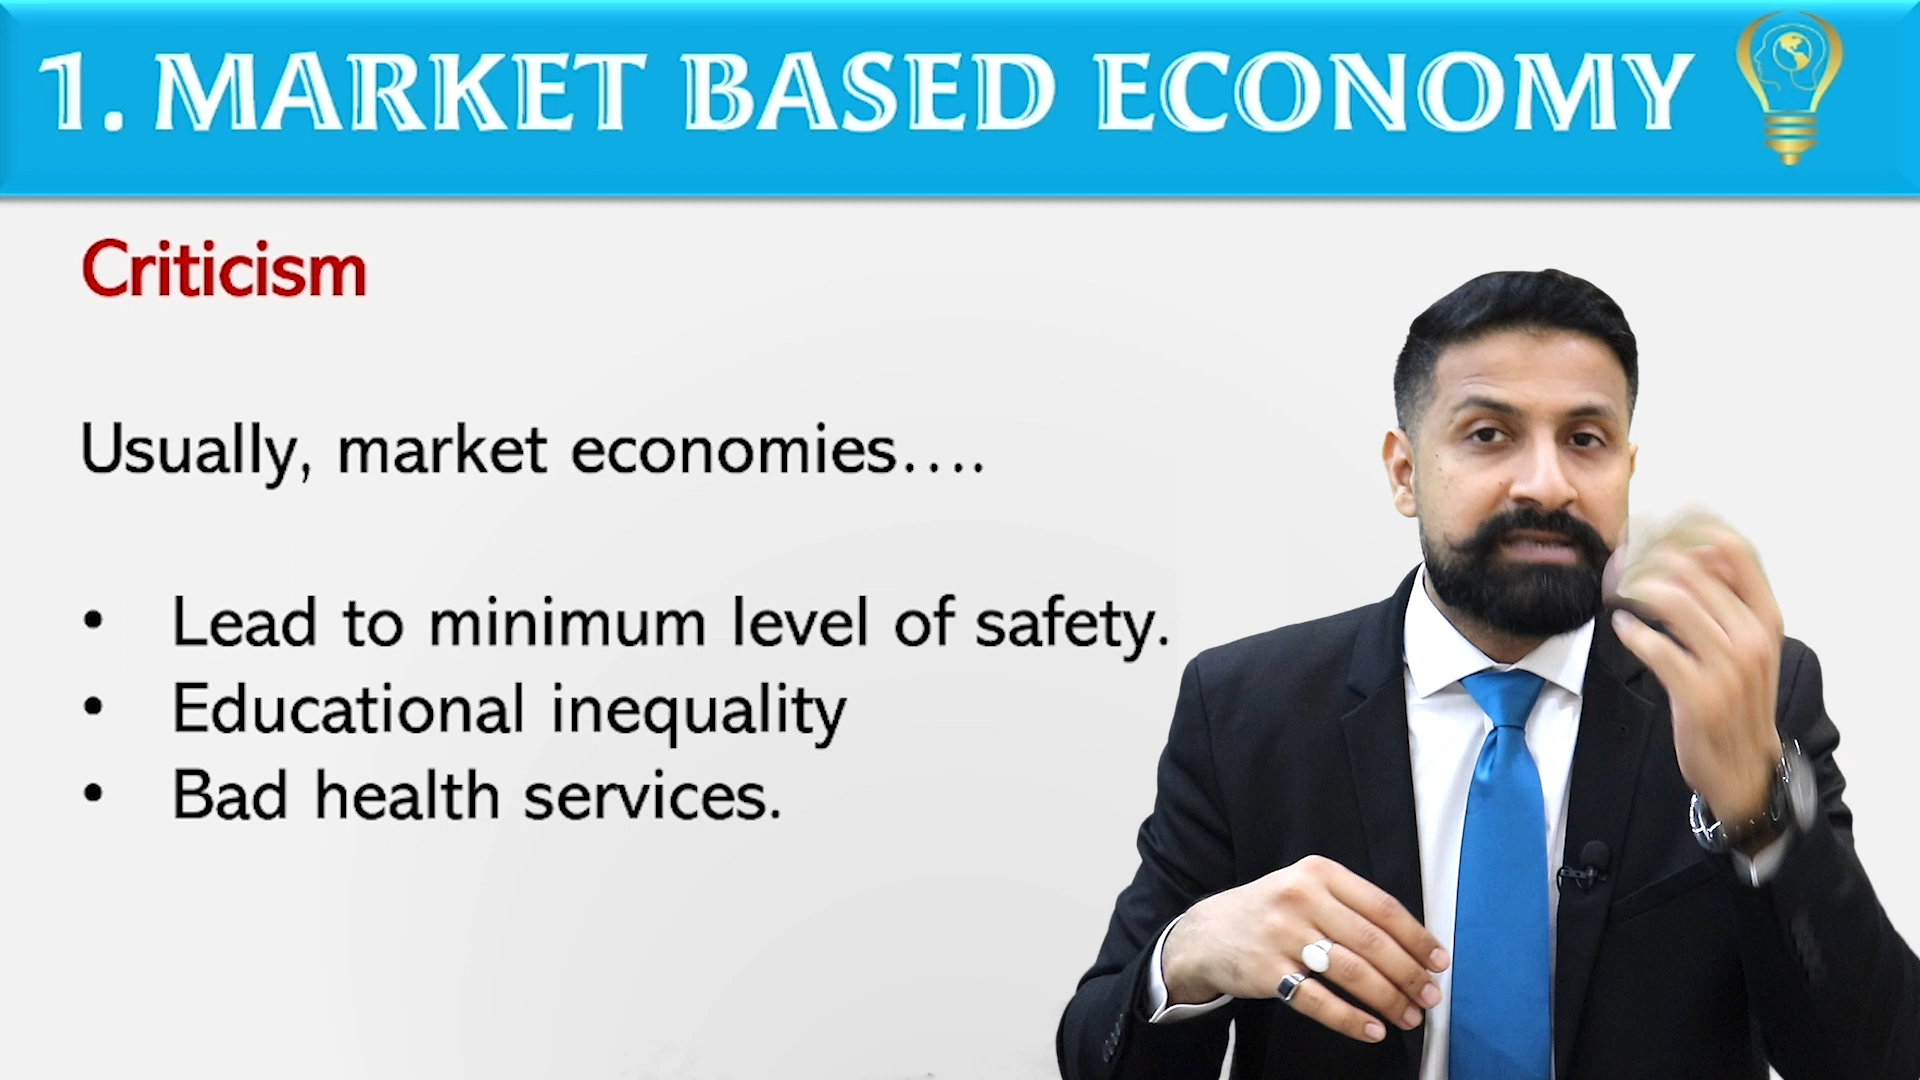 1. MARKET BASED ECONOMY
Criticism
Usually, market economies....
• Lead to minimum level of safety.
• Educational inequality
• Bad health services.